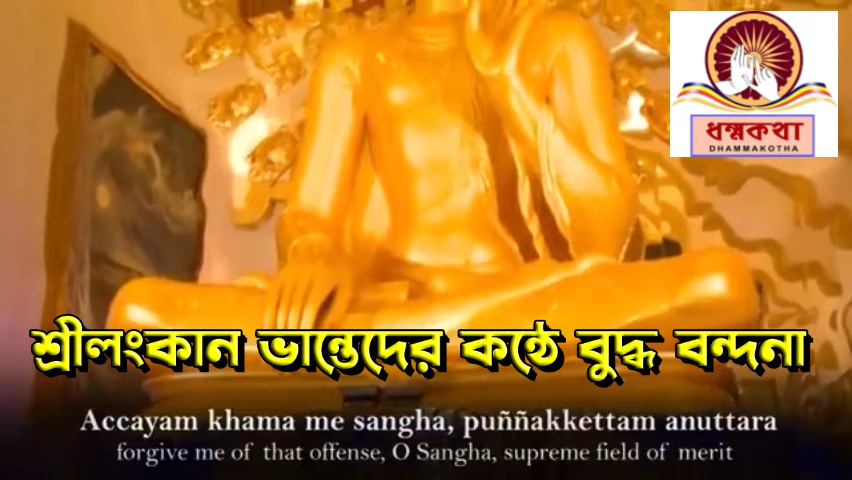 ধম্মকথা
DHAMMAKOTHA
শ্রীলংকান ভান্তেদের কন্ঠে বুদ্ধ বন্দনা
Accayam khama me sangha, puññakkettam anuttara
forgive me of that offense, O Sangha, supreme field of merit